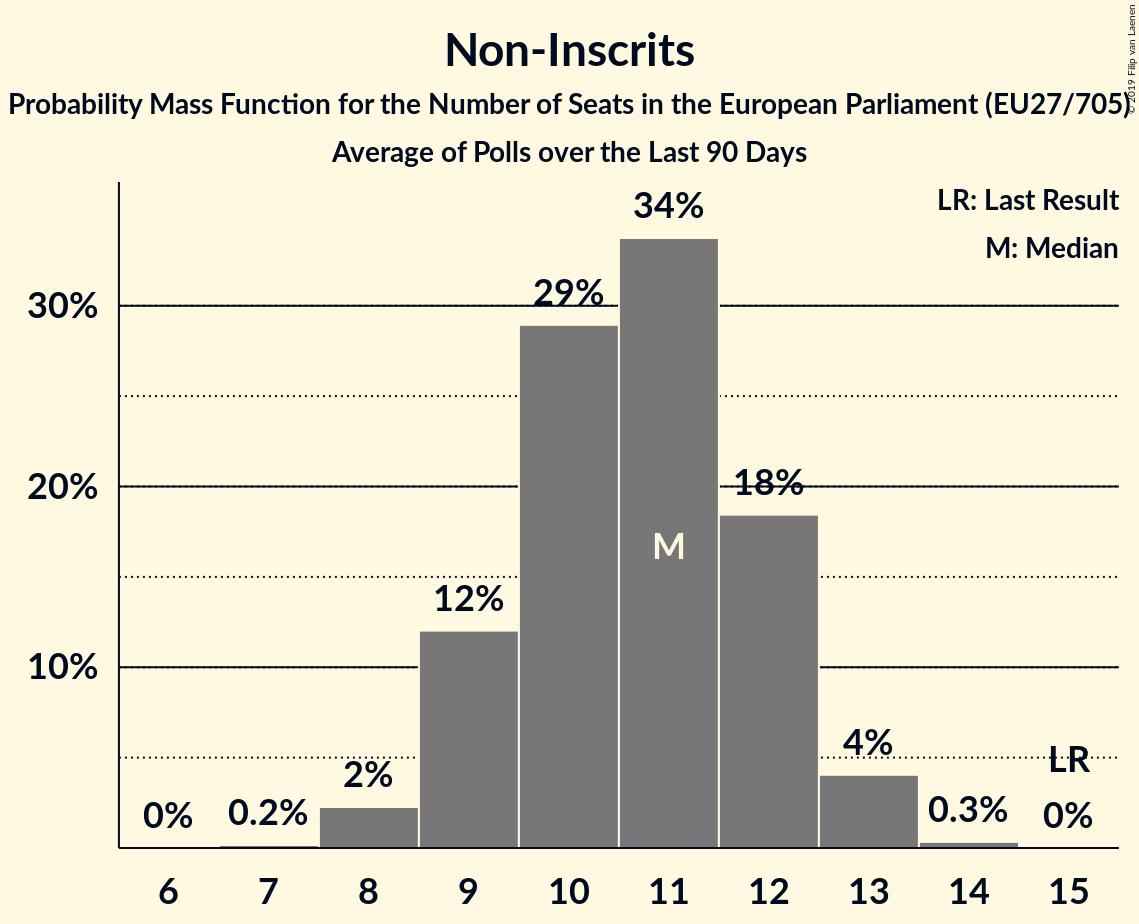 Non-Inscrits
Probability Mass Function for the Number of Seats in the European Parliament (EU27/705)
Average of Polls over the Last 90 Days
© 2019 Filip van Laenen
LR: Last Result
M: Median
34%
29%
18%
12%
4%
2%
0.3%
0.2%
0%
0%
LR
M
30%
20%
10%
6 7 8 9 10 11 12 13 14 15